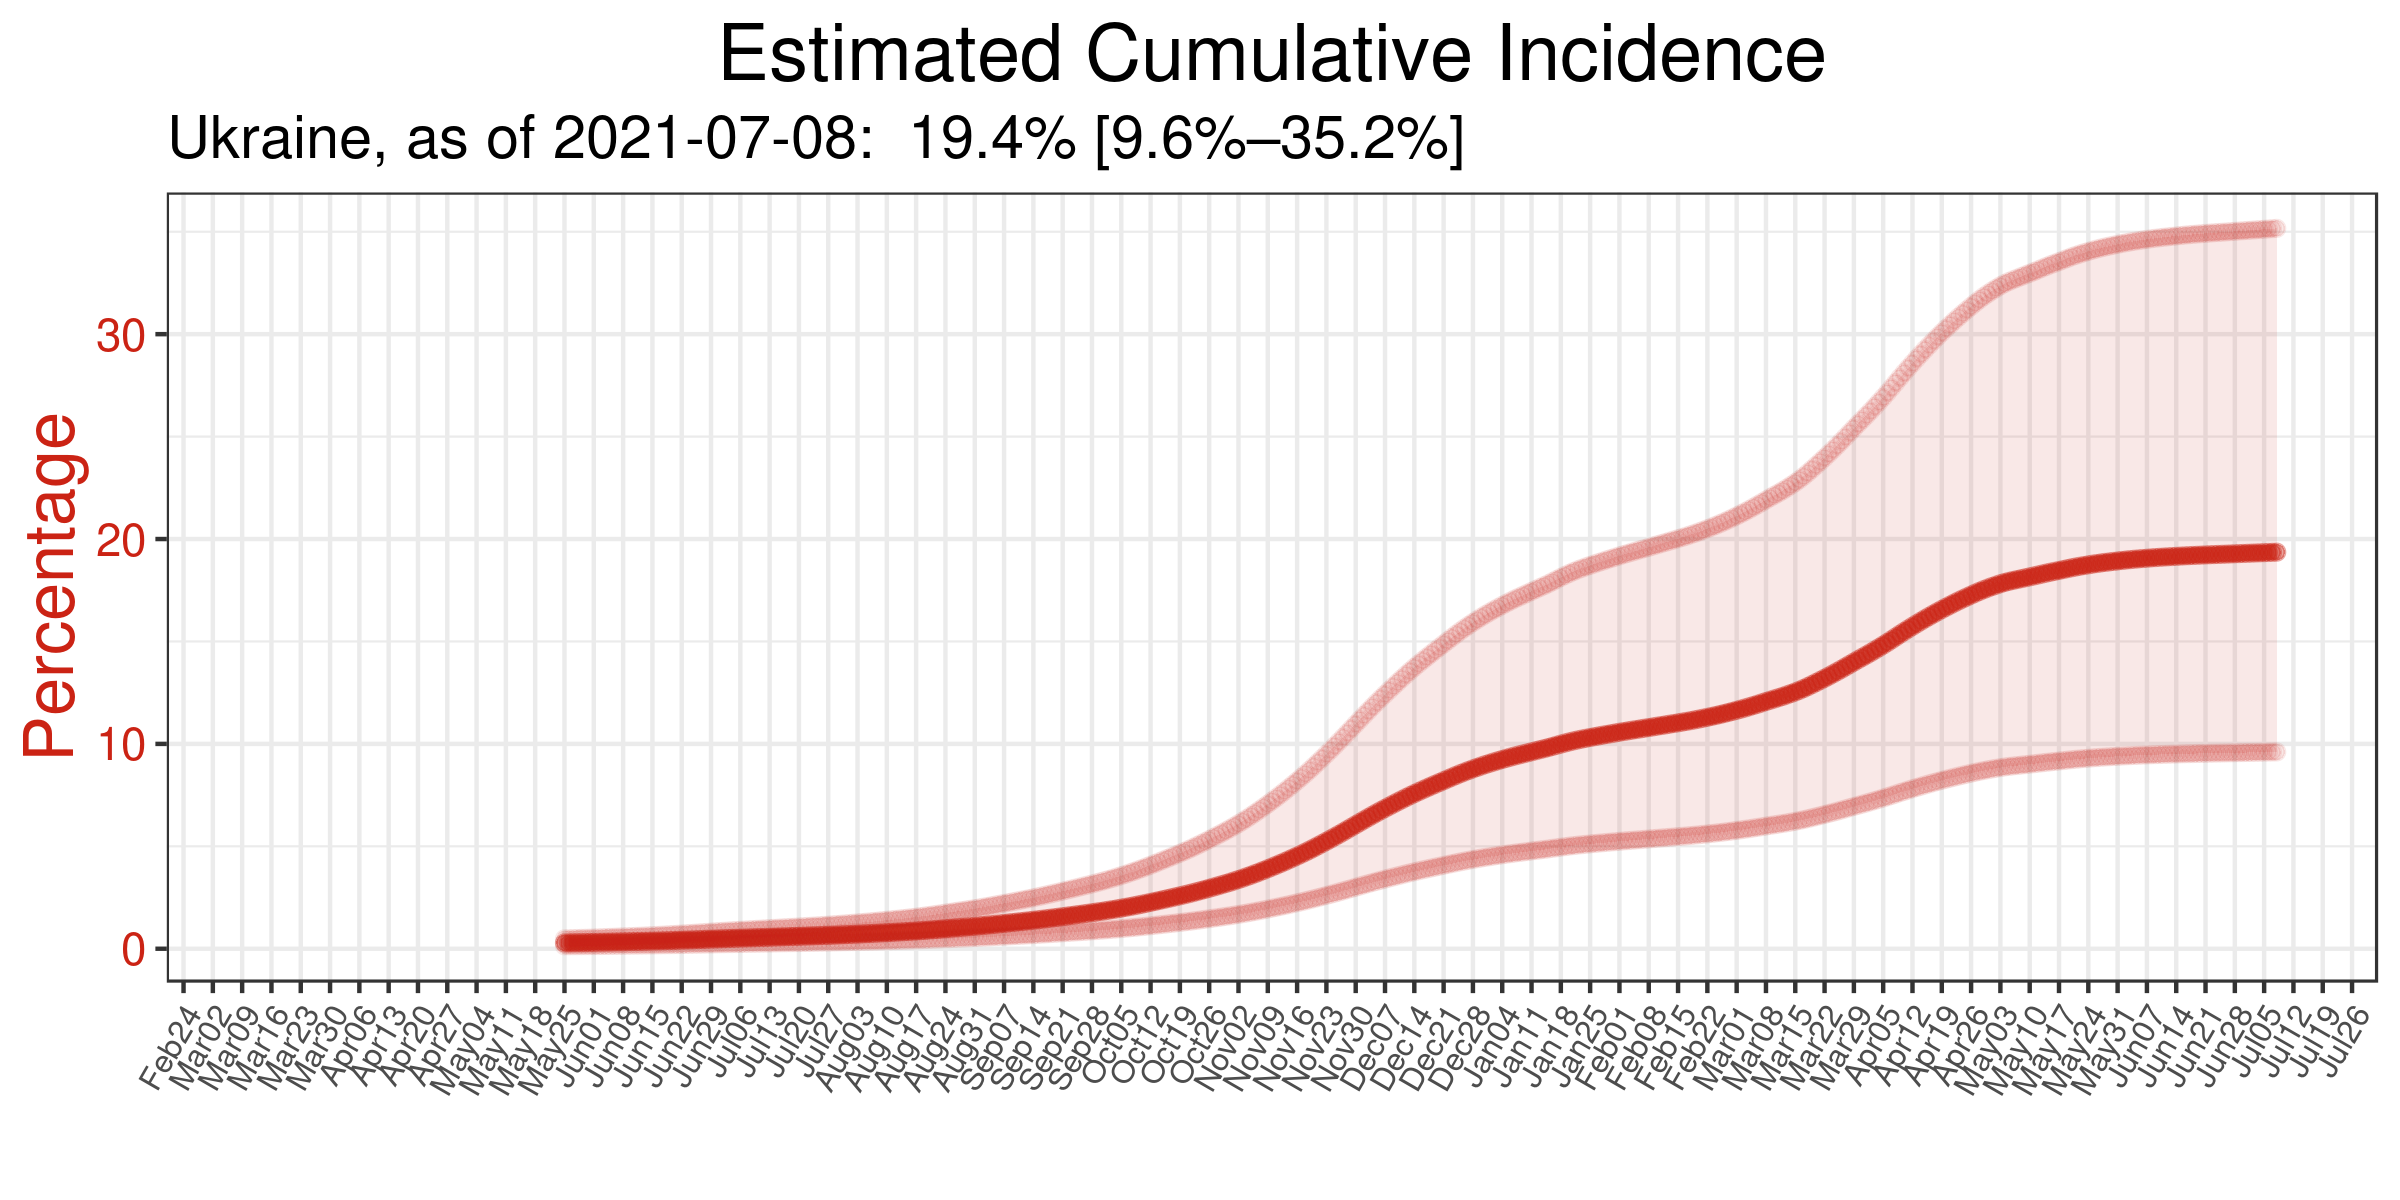 Estimated Cumulative Incidence
Ukraine, as of 2021-07-08:  19.4% [9.6%–35.2%]
Percentage
30
20
10
0
Feb24
Mar02
Mar09
Mar16
Mar23
Mar30
Apr06
Apr13
Apr20
Apr27
May04
May11
May18
May25
Jun01
Jun08
Jun15
Jun22
Jun29
Jul06
Jul13
Jul20
Jul27
Aug03
Aug10
Aug17
Aug24
Aug31
Sep07
Sep14
Sep21
Sep28
Oct05
Oct12
Oct19
Oct26
Nov02
Nov09
Nov16
Nov23
Nov30
Dec07
Dec14
Dec21
Dec28
Jan04
Jan11
Jan18
Jan25
Feb01
Feb08
Feb15
Feb22
Mar01
Mar08
Mar15
Mar22
Mar29
Apr05
Apr12
Apr19
Apr26
May03
May10
May17
May24
May31
Jun07
Jun14
Jun21
Jun28
Jul05
Jul12
Jul19
Jul26